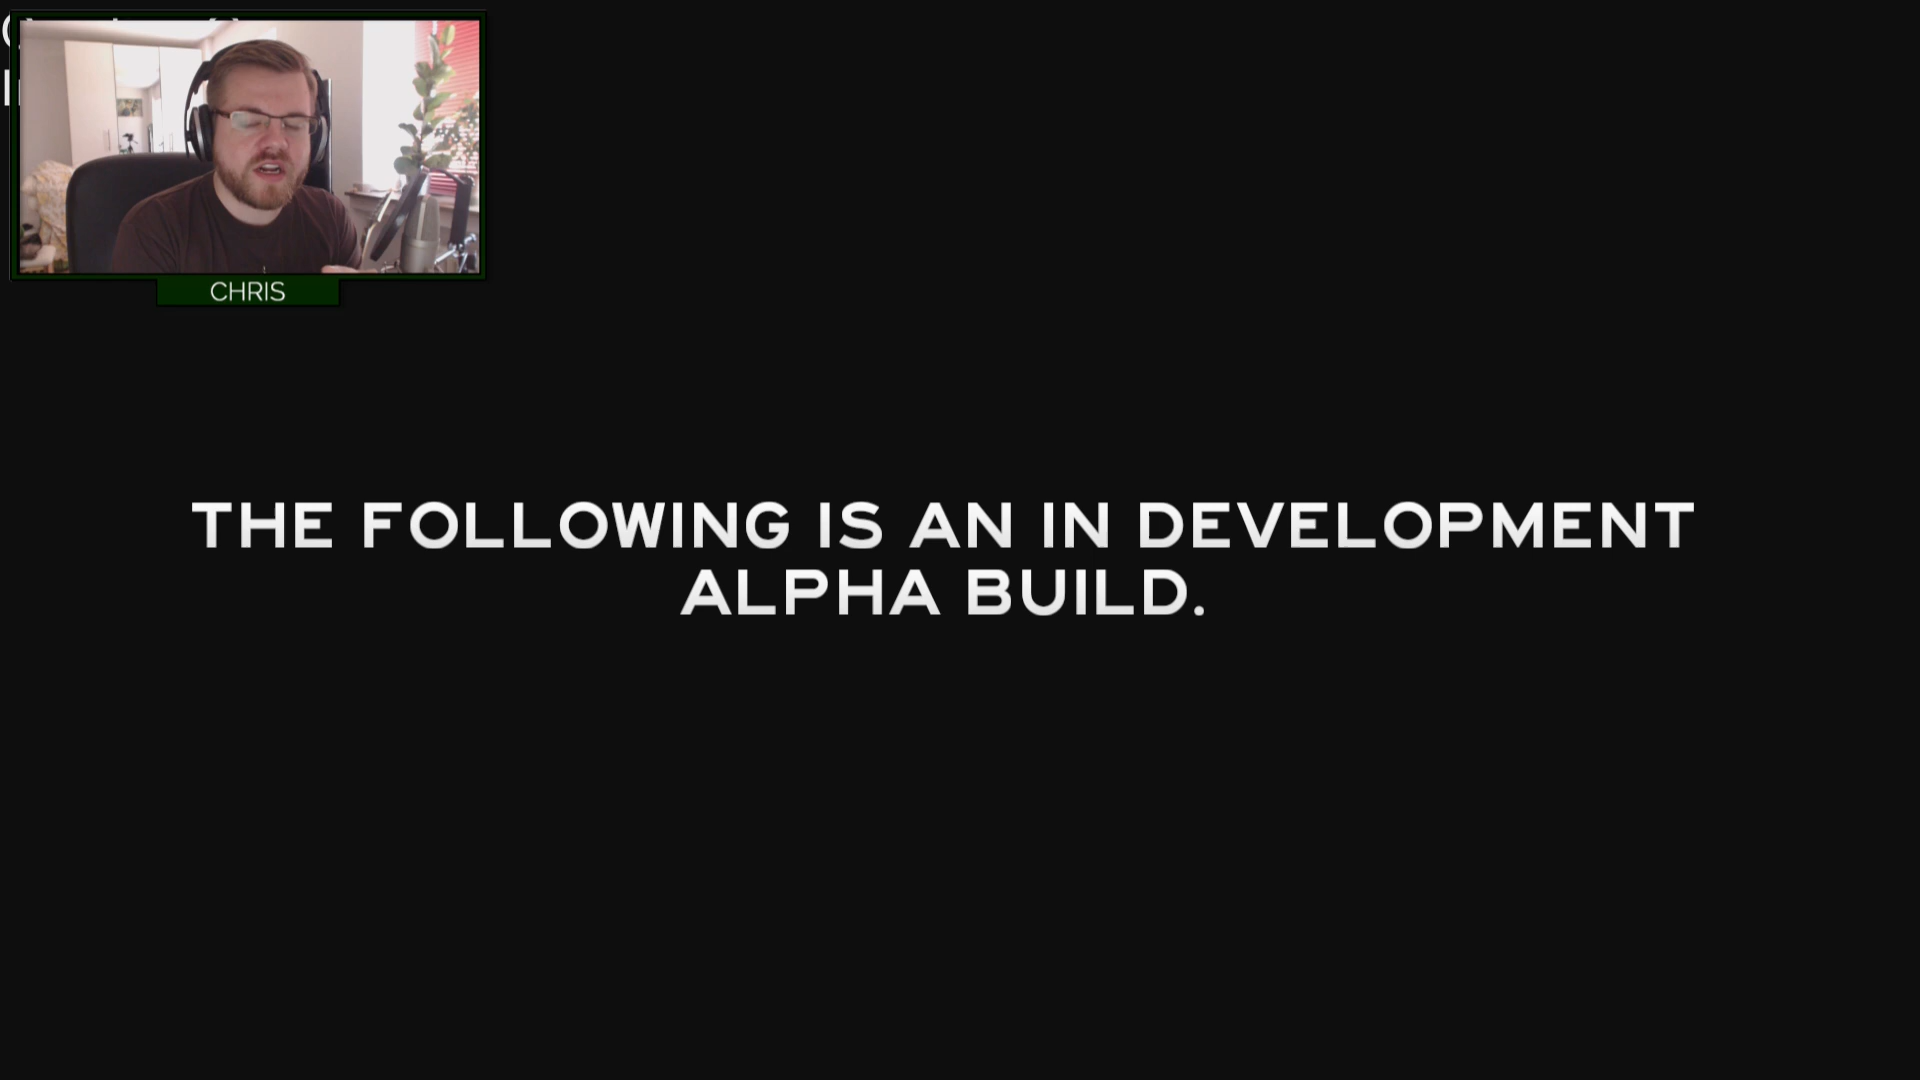 CHRIS
THE FOLLOWING IS AN IN DEVELOPMENT
ALPHA BUILD.